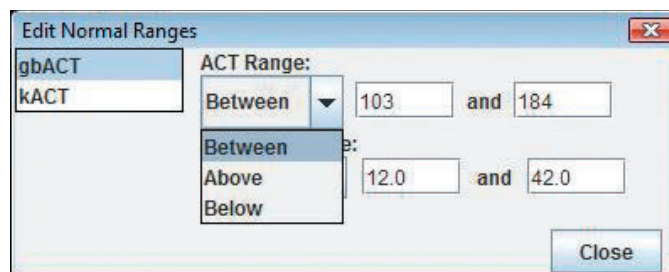 Edit Normal Ranges
gbACT
kACT
ACT Range:
Between 103 and 184
Between
e:
Above
12.0 and 42.0
Below
Close